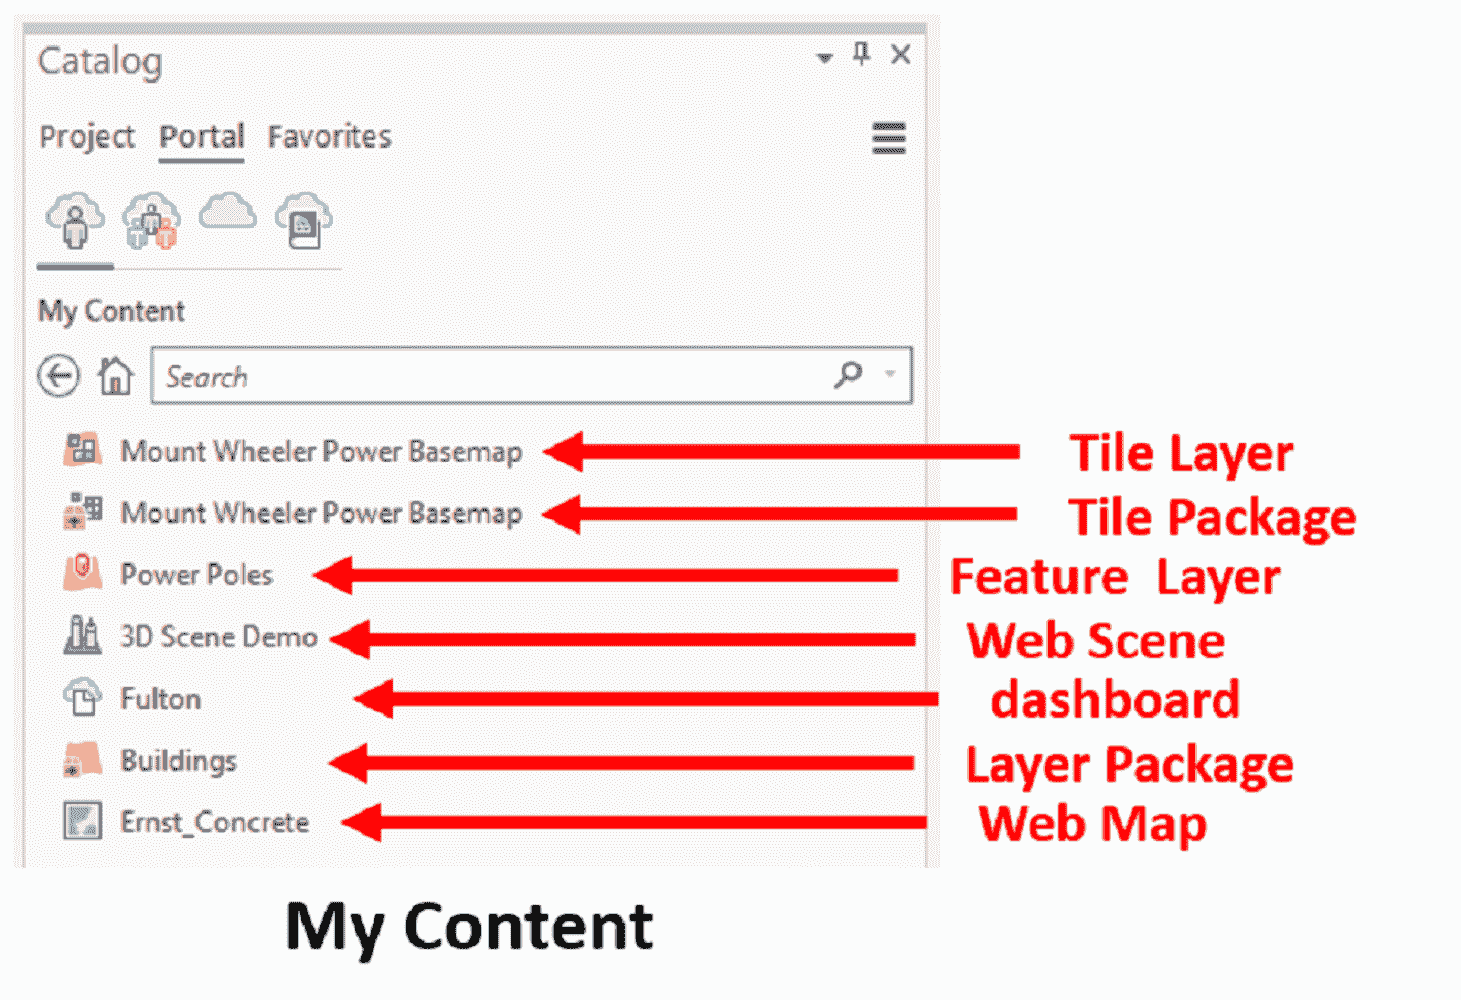 Catalog
Project Portal Favorites
My Content
Search
Mount Wheeler Power Basemap Tile Layer
Mount Wheeler Power Basemap Tile Package
Power Poles Feature Layer
3D Scene Demo Web Scene
Fulton dashboard
Buildings Layer Package
Ernst_Concrete Web Map
My Content